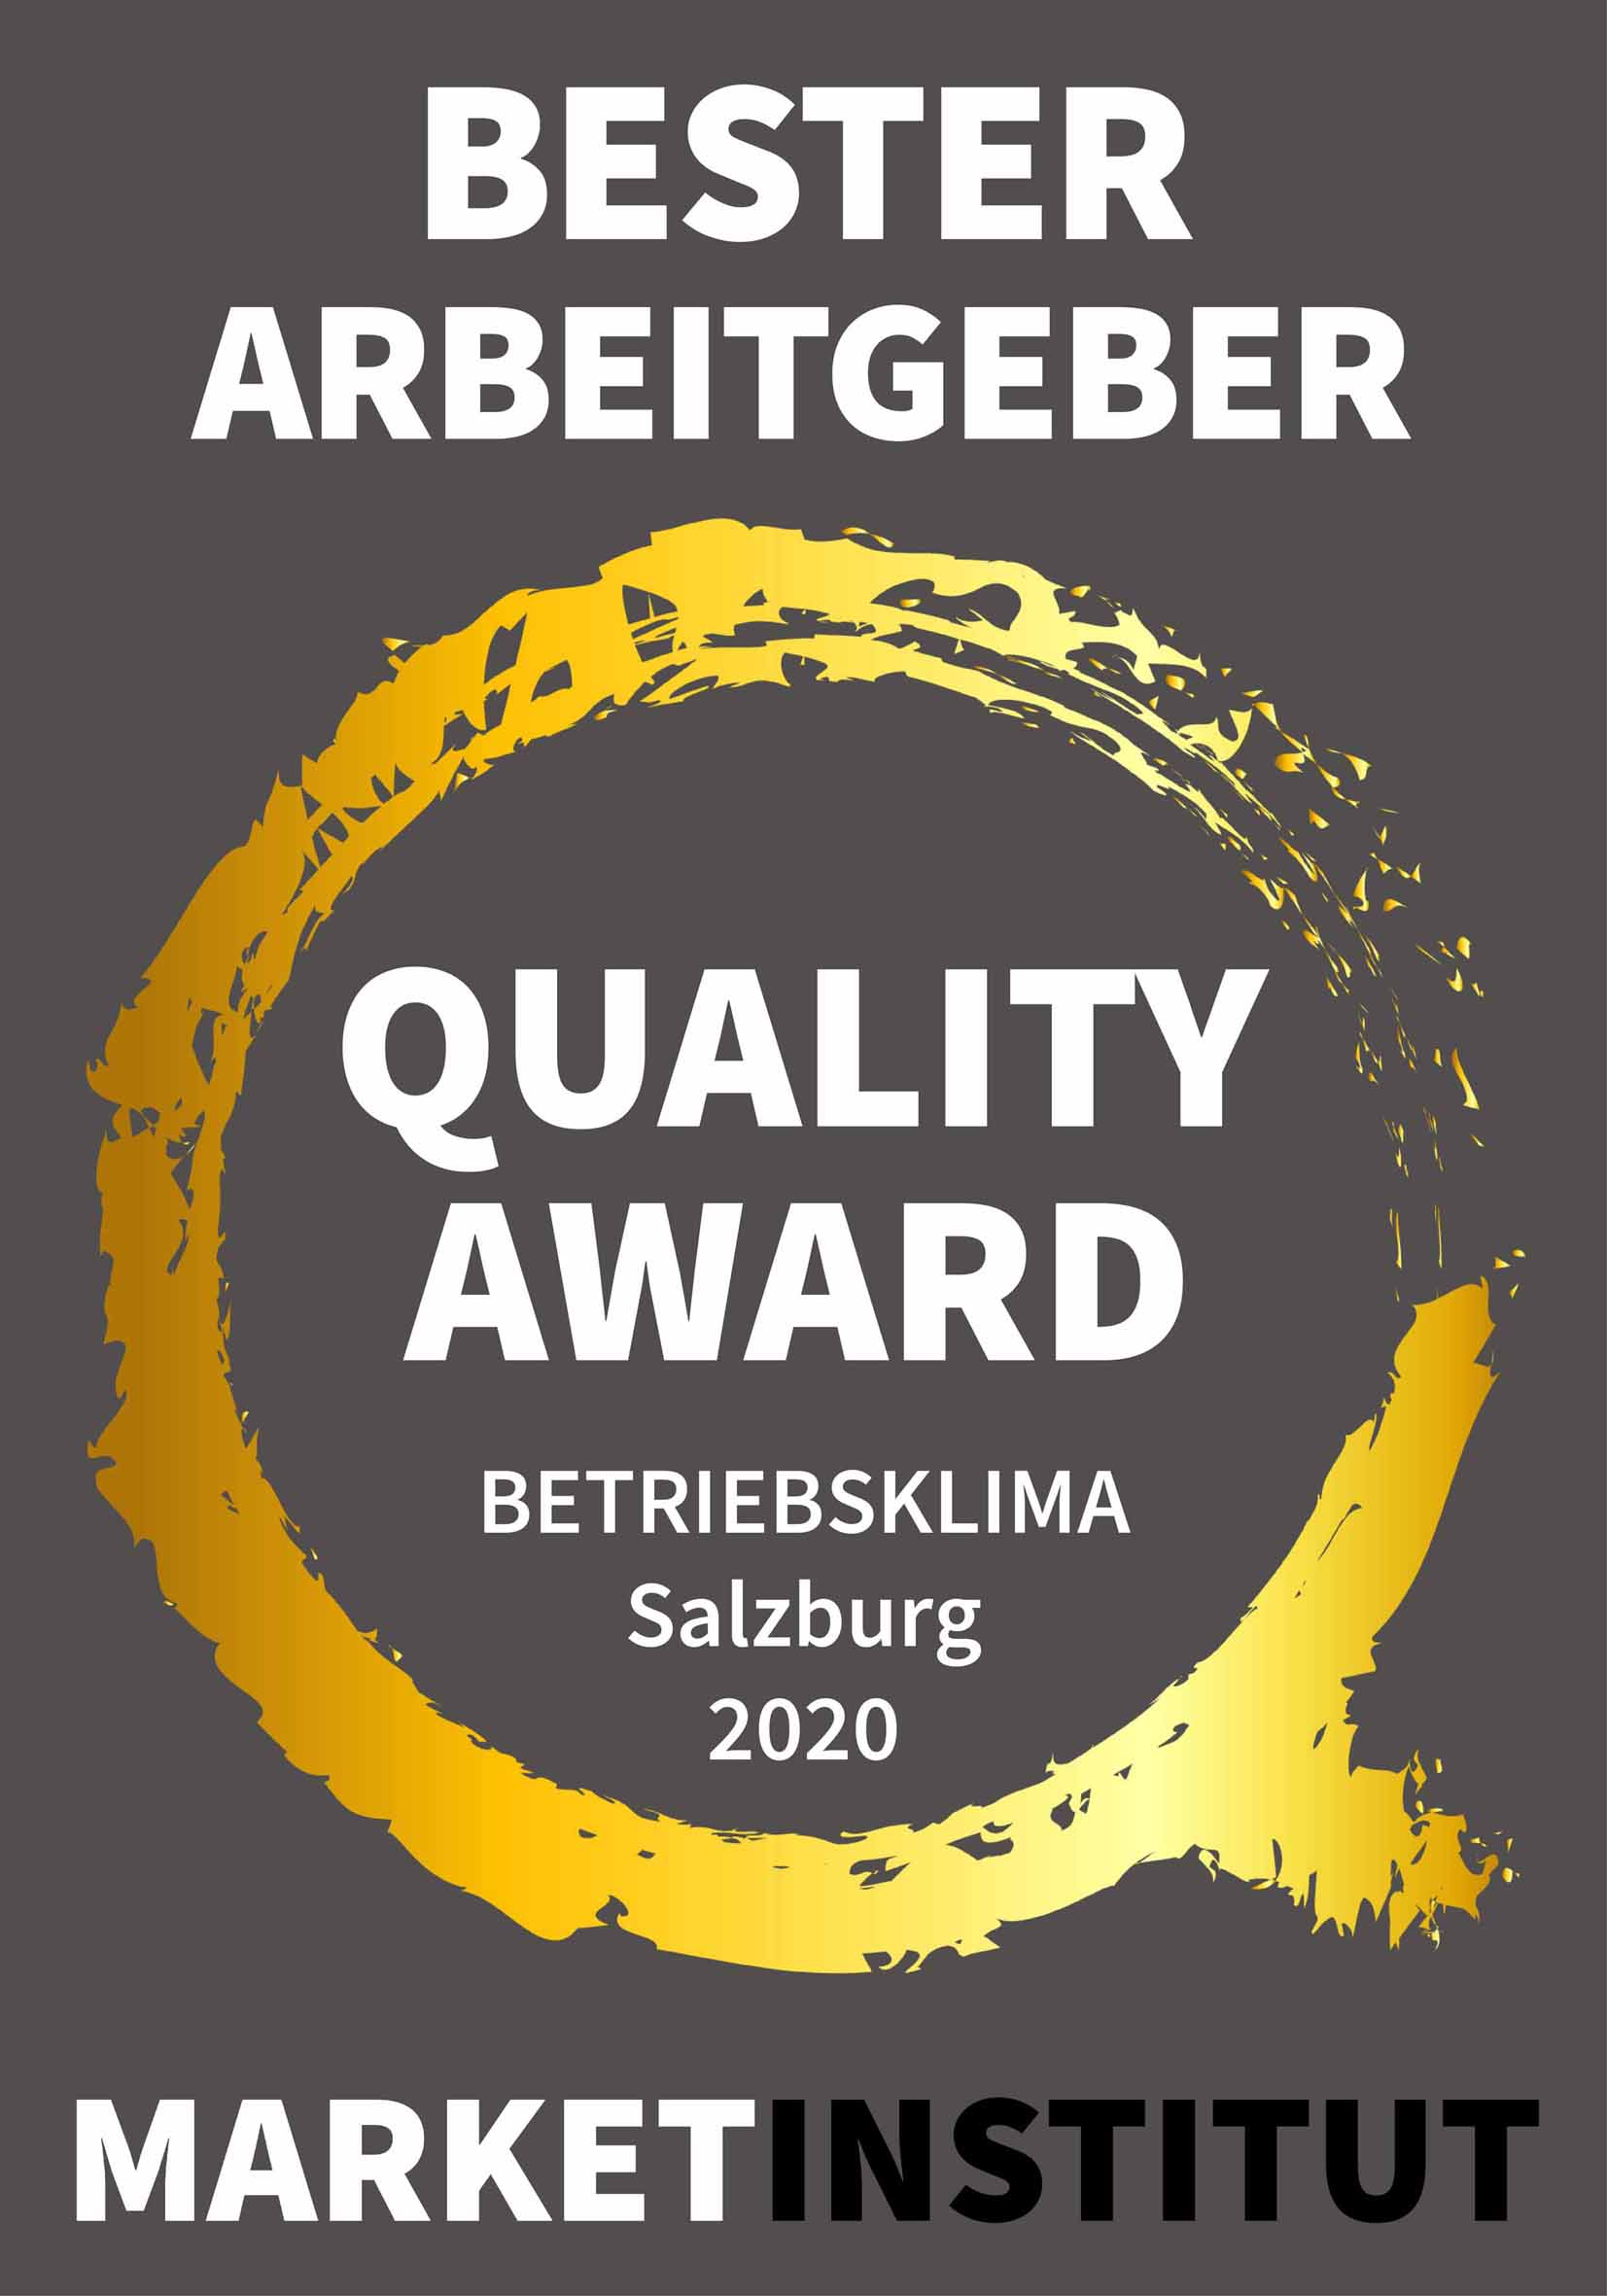 BESTER
ARBEITGEBER
QUALITY
AWARD
BETRIEBSKLIMA
Salzburg
2020
MARKETINSTITUT